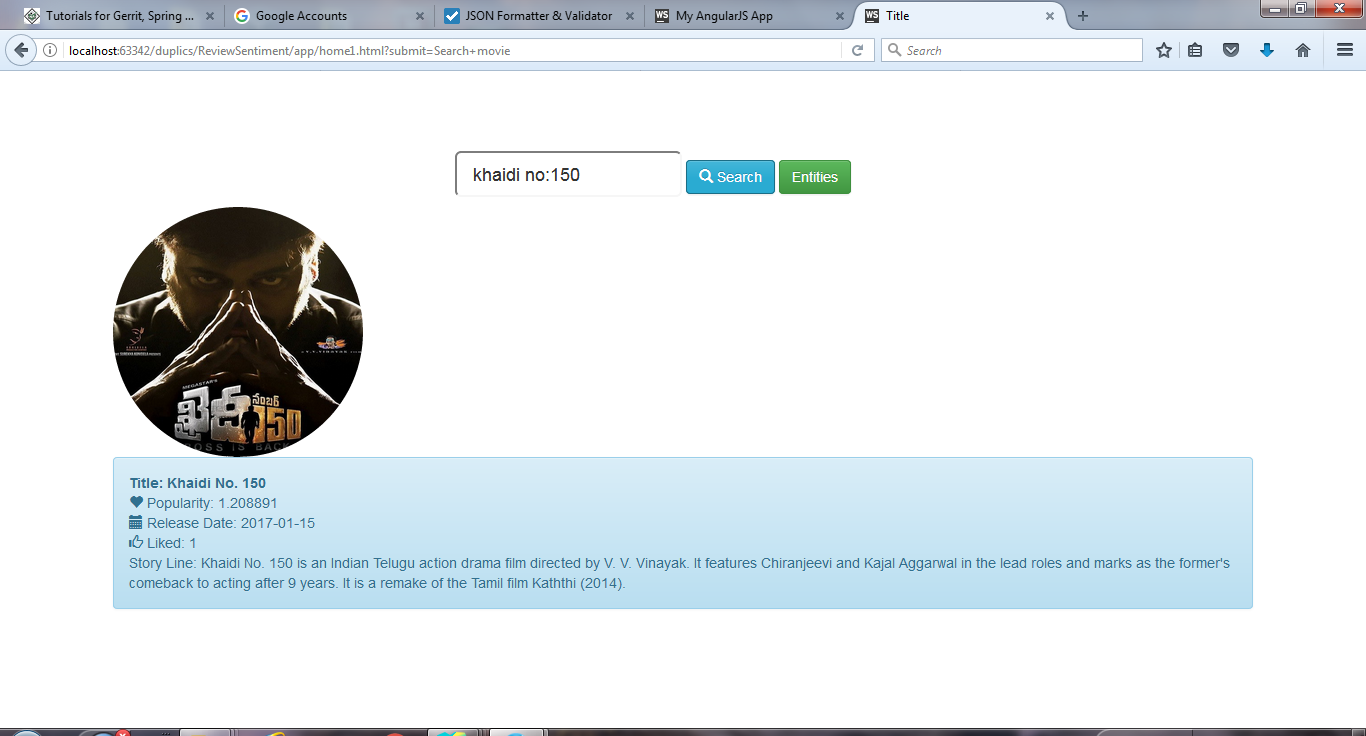 Tutorials for Gerrit, Spring ...
Google Accounts
JSON Formatter & Validator
My AngularJS App
Title
localhost:63342/duplics/ReviewSentiment/app/home1.html?submit=Search+movie
Search
khaidi no:150
Search
Entities
MEGASTAR'S
ఖైదీ
నంబర్
150
BOSS IS BACK
Title: Khaidi No. 150
Popularity: 1.208891
Release Date: 2017-01-15
Liked: 1
Story Line: Khaidi No. 150 is an Indian Telugu action drama film directed by V. V. Vinayak. It features Chiranjeevi and Kajal Aggarwal in the lead roles and marks as the former's
comeback to acting after 9 years. It is a remake of the Tamil film Kaththi (2014).